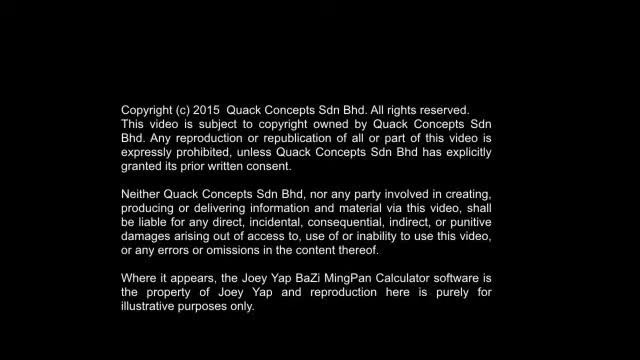 Copyright (c) 2015 Quack Concepts Sdn Bhd. All rights reserved.
This video is subject to copyright owned by Quack Concepts Sdn
Bhd. Any reproduction or republication of all or part of this video is
expressly prohibited, unless Quack Concepts Sdn Bhd has explicitly
granted its prior written consent.
Neither Quack Concepts Sdn Bhd, nor any party involved in creating,
producing or delivering information and material via this video, shall
be liable for any direct, incidental, consequential, indirect, or punitive
damages arising out of access to, use of or inability to use this video,
or any errors or omissions in the content thereof.
Where it appears, the Joey Yap BaZi MingPan Calculator software is
the property of Joey Yap and reproduction here is purely for
illustrative purposes only.